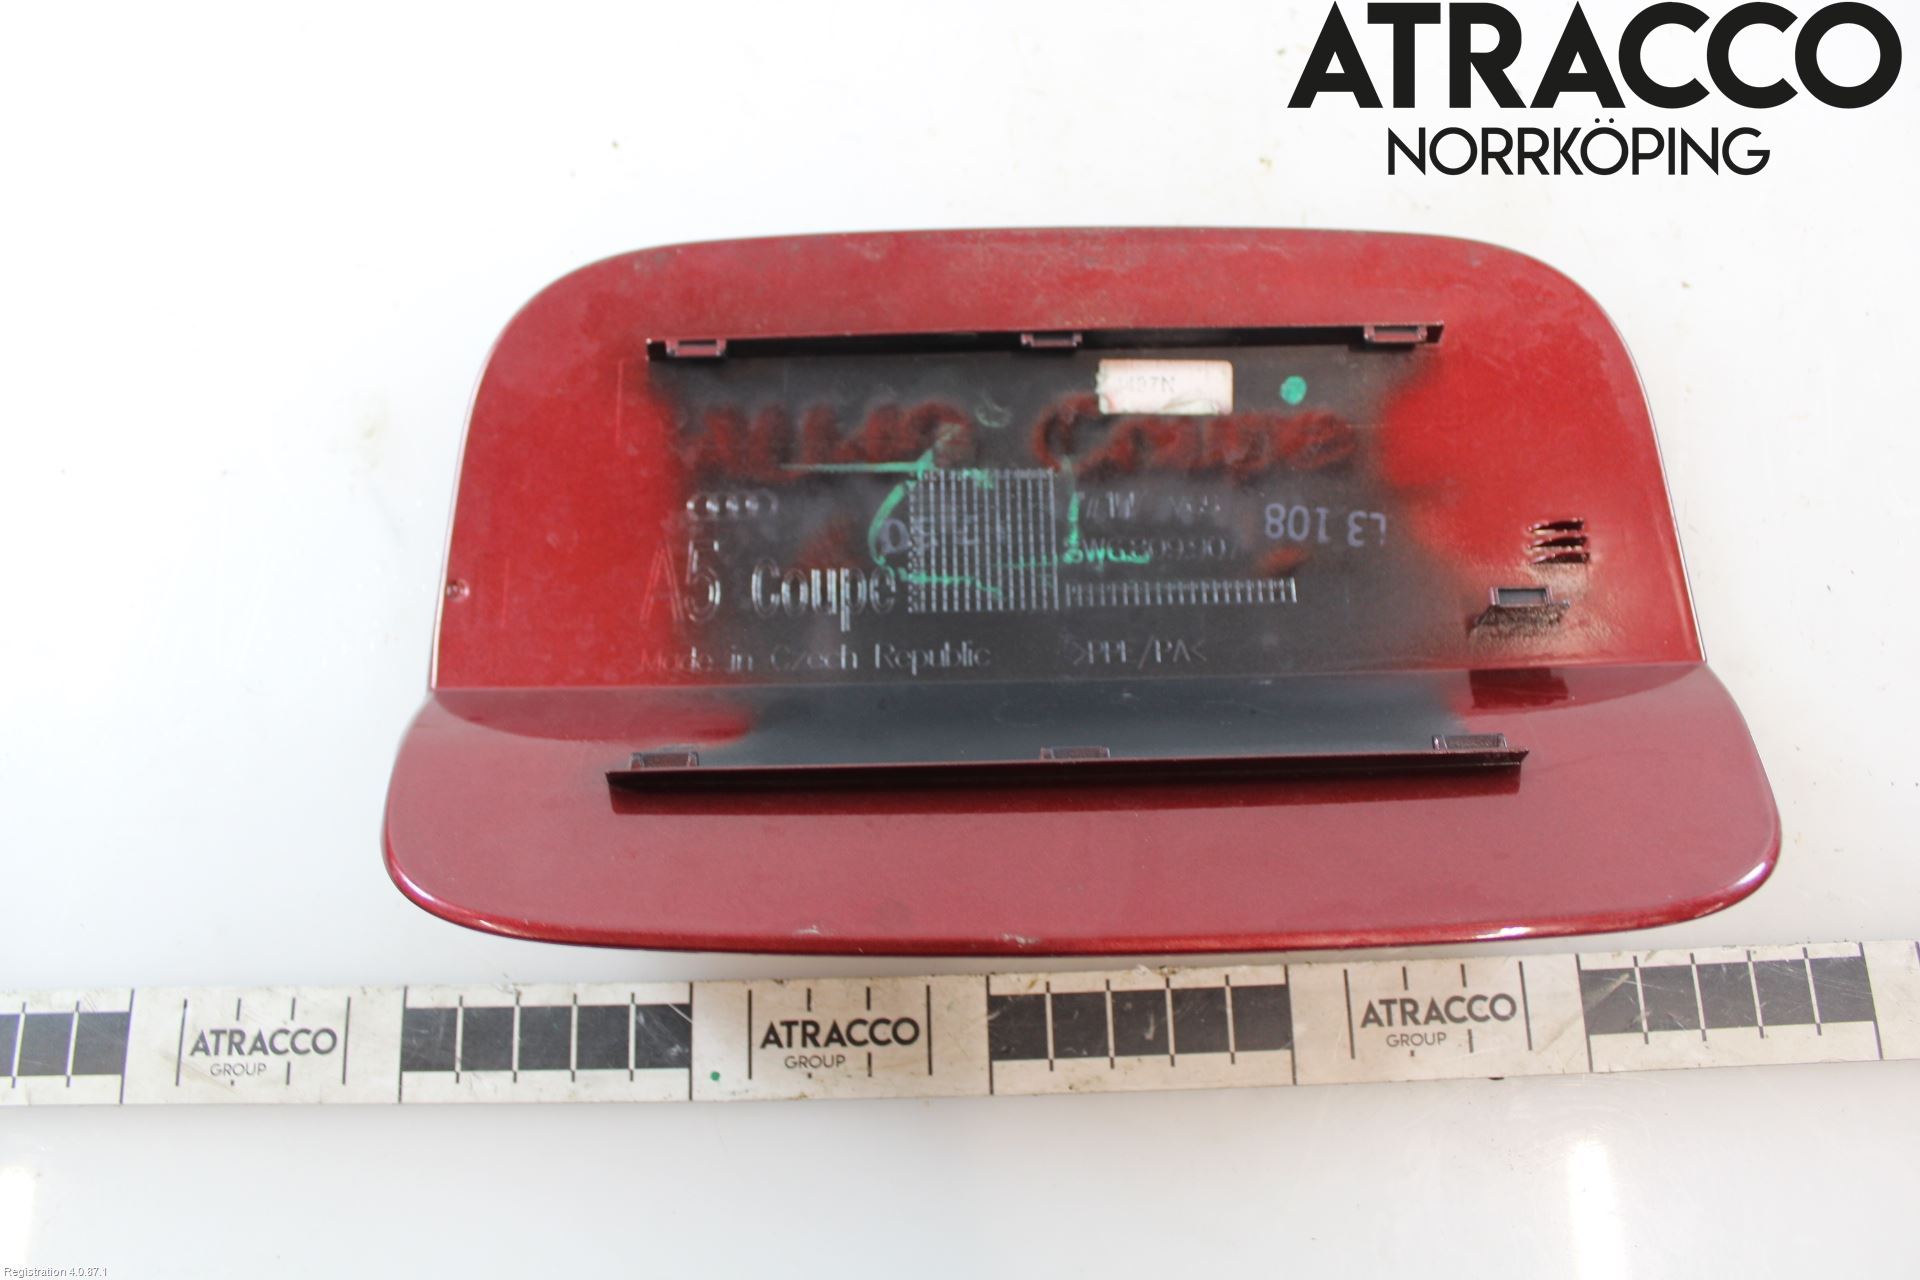 ATRACCO
NORRKÖPING
L3 108
A5 Coupe
Made in Czech Republic >PPE/PA<
ATRACCO
GROUP
ATRACCO
GROUP
ATRACCO
GROUP
Registration 4.0.87.1